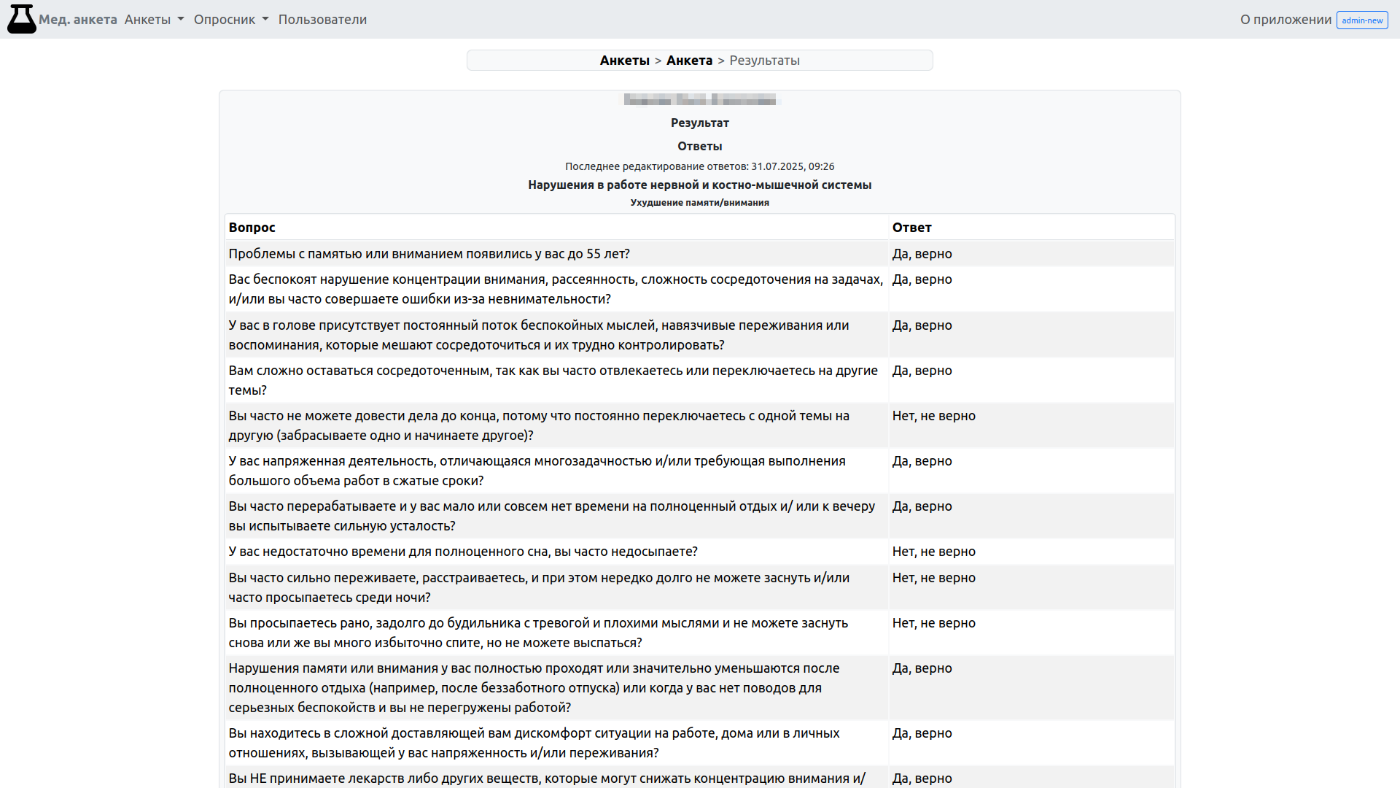 Мед. анкета Анкеты Опросник Пользователи О приложении admin-new
Анкеты > Анкета > Результаты
Результат
Ответы
Последнее редактирование ответов: 31.07.2025, 09:26
Нарушения в работе нервной и костно-мышечной системы
Ухудшение памяти/внимания
Вопрос Ответ
Проблемы с памятью или вниманием появились у вас до 55 лет? Да, верно
Вас беспокоят нарушение концентрации внимания, рассеянность, сложность сосредоточения на задачах, Да, верно
и/или вы часто совершаете ошибки из-за невнимательности?
У вас в голове присутствует постоянный поток беспокойных мыслей, навязчивые переживания или Да, верно
воспоминания, которые мешают сосредоточиться и их трудно контролировать?
Вам сложно оставаться сосредоточенным, так как вы часто отвлекаетесь или переключаетесь на другие Да, верно
темы?
Вы часто не можете довести дела до конца, потому что постоянно переключаетесь с одной темы на Нет, не верно
другую (забрасываете одно и начинаете другое)?
У вас напряженная деятельность, отличающаяся многозадачностью и/или требующая выполнения Да, верно
большого объема работ в сжатые сроки?
Вы часто перерабатываете и у вас мало или совсем нет времени на полноценный отдых и/ или к вечеру Да, верно
вы испытываете сильную усталость?
У вас недостаточно времени для полноценного сна, вы часто недосыпаете? Нет, не верно
Вы часто сильно переживаете, расстраиваетесь, и при этом нередко долго не можете заснуть и/или Нет, не верно
часто просыпаетесь среди ночи?
Вы просыпаетесь рано, задолго до будильника с тревогой и плохими мыслями и не можете заснуть Нет, не верно
снова или же вы много избыточно спите, но не можете выспаться?
Нарушения памяти или внимания у вас полностью проходят или значительно уменьшаются после Да, верно
полноценного отдыха (например, после беззаботного отпуска) или когда у вас нет поводов для
серьезных беспокойств и вы не перегружены работой?
Вы находитесь в сложной доставляющей вам дискомфорт ситуации на работе, дома или в личных Да, верно
отношениях, вызывающей у вас напряженность и/или переживания?
Вы НЕ принимаете лекарств либо других веществ, которые могут снижать концентрацию внимания и/ Да, верно